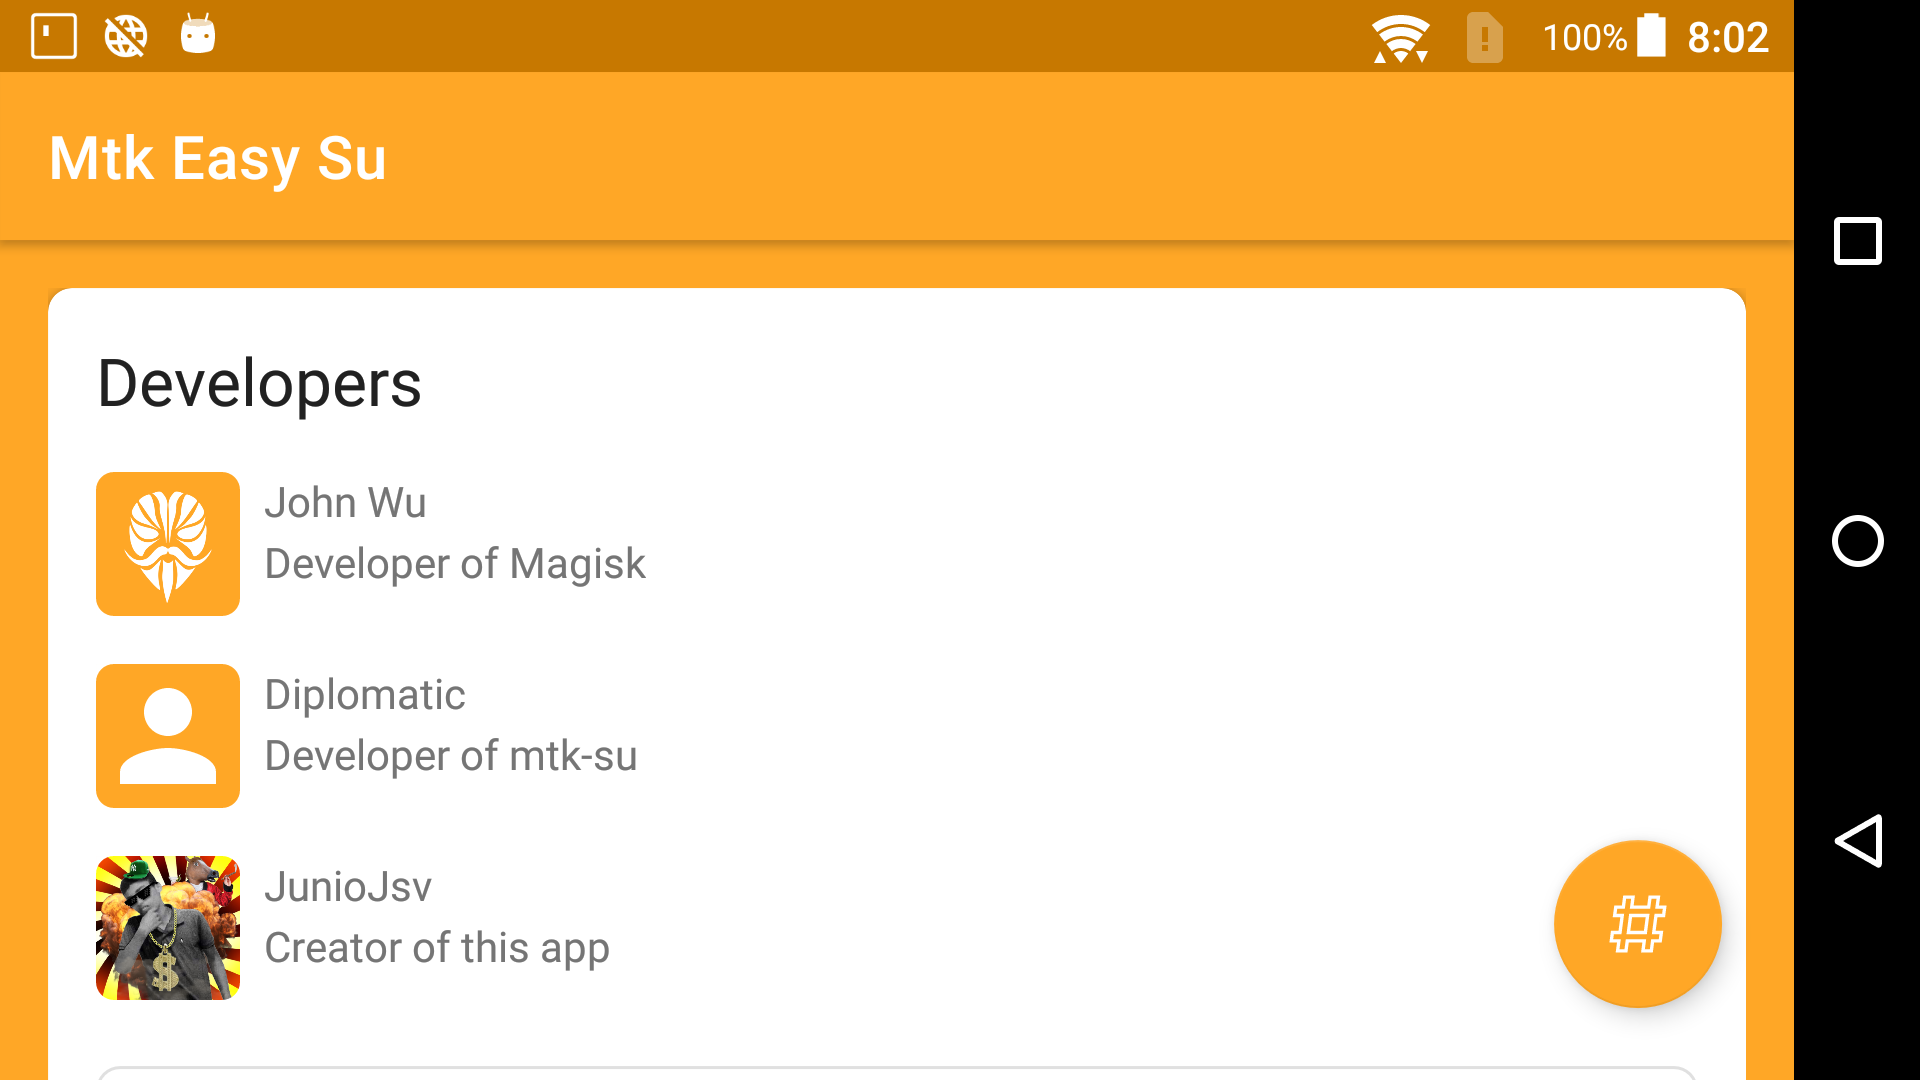 100% 8:02
Mtk Easy Su
Developers
John Wu
Developer of Magisk
Diplomatic
Developer of mtk-su
JunioJsv
Creator of this app
#